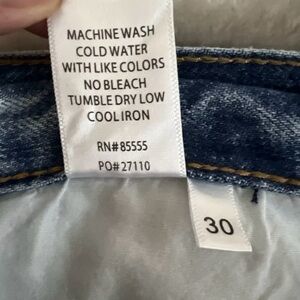 MACHINE WASH
COLD WATER
WITH LIKE COLORS
NO BLEACH
TUMBLE DRY LOW
COOL IRON
RN#85555
PO#27110
30